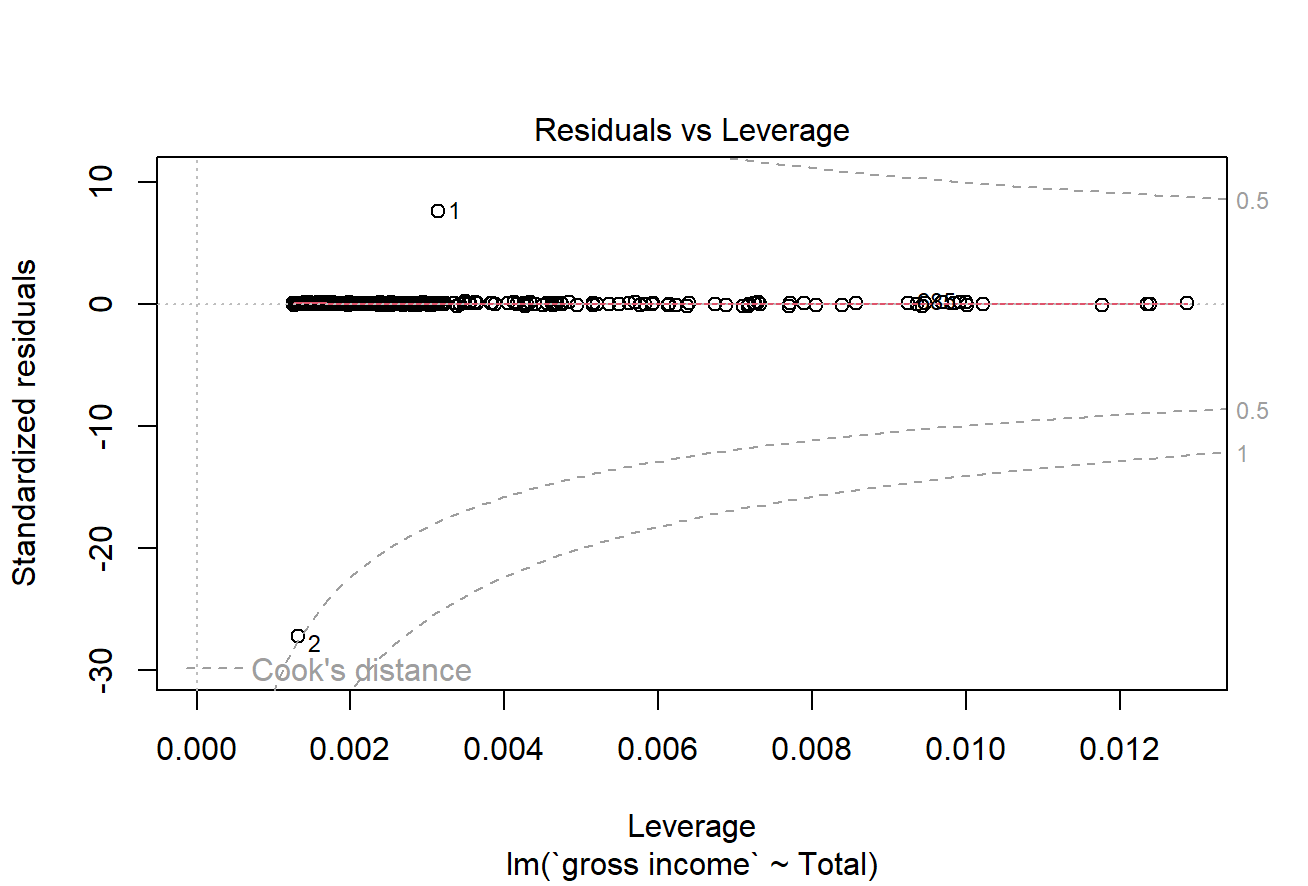 Residuals vs Leverage
Standardized residuals
10
0
-10
-20
-30
1
2
0.5
0.5
1
Cook's distance
0.000 0.002 0.004 0.006 0.008 0.010 0.012
Leverage
lm(`gross income` ~ Total)